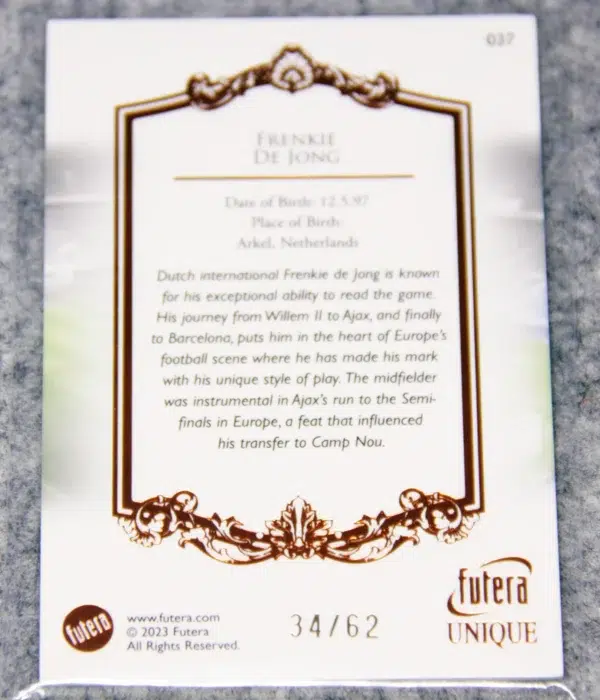 037
FRENKIE
DE JONG
Date of Birth: 12.5.97
Place of Birth:
Arkel, Netherlands
Dutch international Frenkie de Jong is known
for his exceptional ability to read the game.
His journey from Willem II to Ajax, and finally
to Barcelona, puts him in the heart of Europe's
football scene where he has made his mark
with his unique style of play. The midfielder
was instrumental in Ajax's run to the Semi-
finals in Europe, a feat that influenced
his transfer to Camp Nou.
futera
www.futera.com
© 2023 Futera
All Rights Reserved.
34/62
futera
UNIQUE